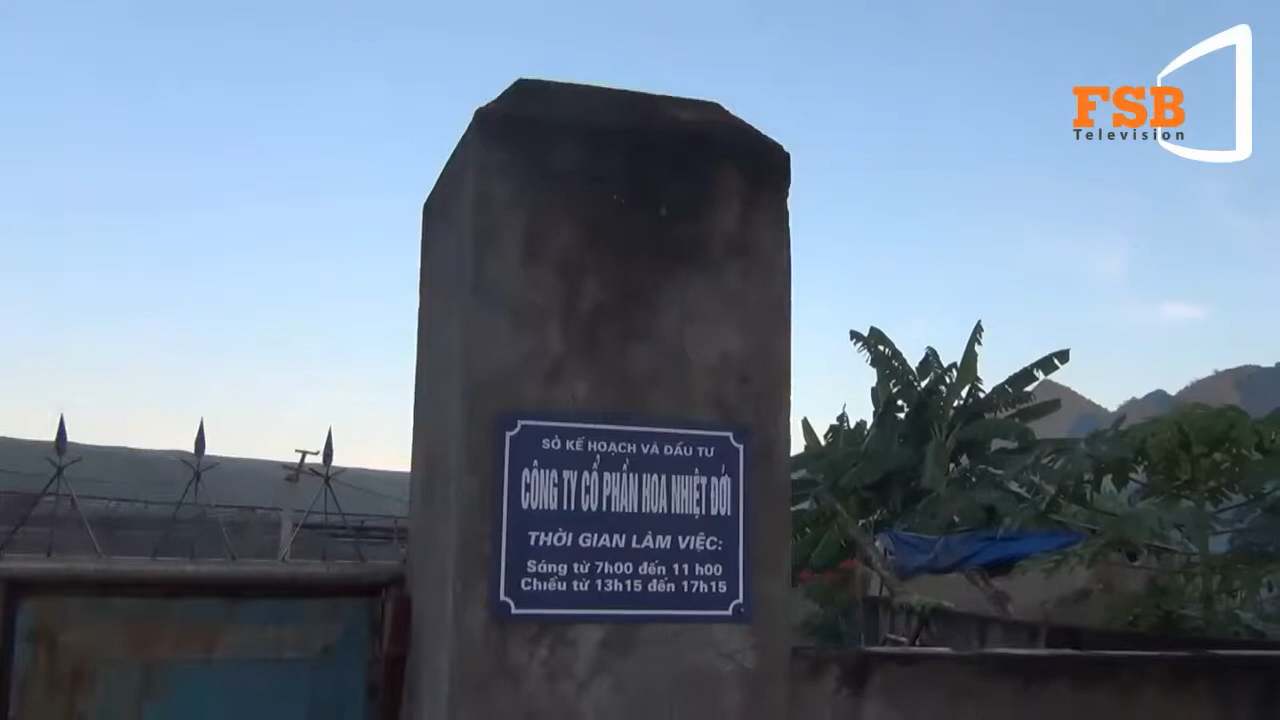 FSB
Television
SỞ KẾ HOẠCH VÀ ĐẦU TƯ
CÔNG TY CỔ PHẦN HOA NHIỆT ĐỚI
THỜI GIAN LÀM VIỆC:
Sáng từ 7h00 đến 11 h00
Chiều từ 13h15 đến 17h15